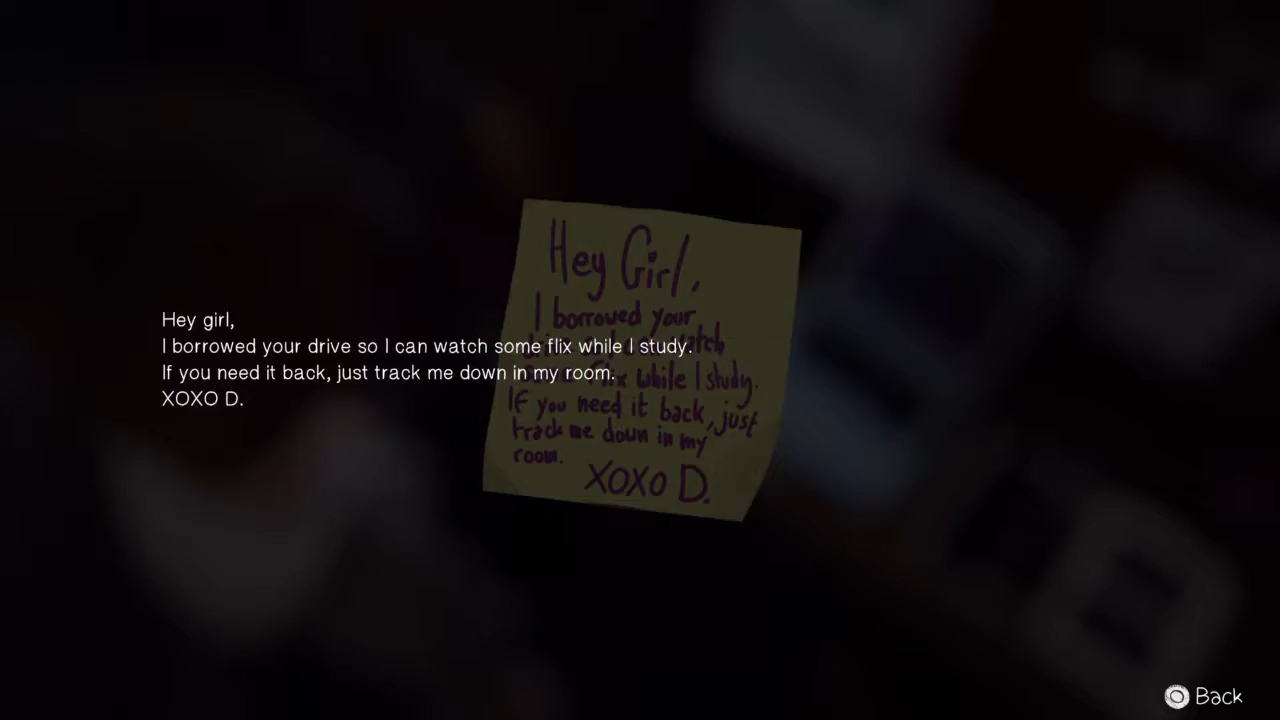 Hey girl,
I borrowed your drive so I can watch some flix while I study.
If you need it back, just track me down in my room.
XOXO D.
Hey Girl,
I borrowed your
watch
Flix while I study.
If you need it back, just
track me down in my
room.
XOXO D.
Back